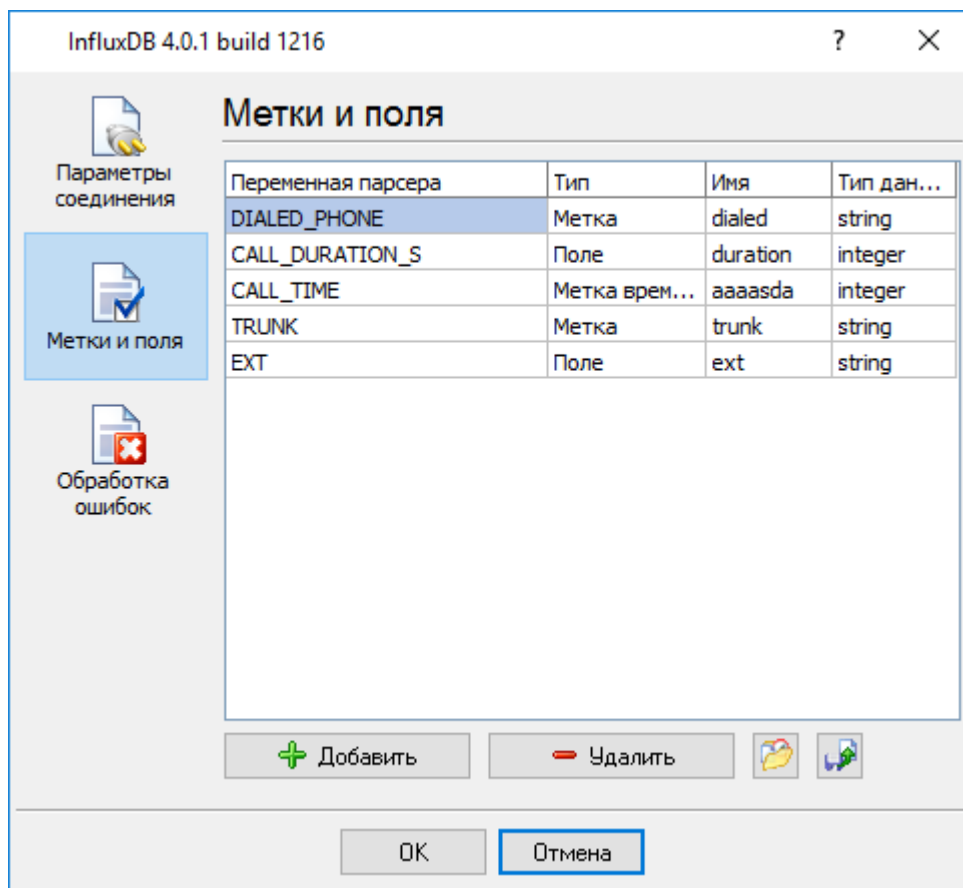 InfluxDB 4.0.1 build 1216 ?
Параметры
соединения
Метки и поля
Обработка
ошибок
Метки и поля
Переменная парсера Тип Имя Тип дан...
DIALED_PHONE Метка dialed string
CALL_DURATION_S Поле duration integer
CALL_TIME Метка врем... aaaasda integer
TRUNK Метка trunk string
EXT Поле ext string
Добавить Удалить
OK Отмена